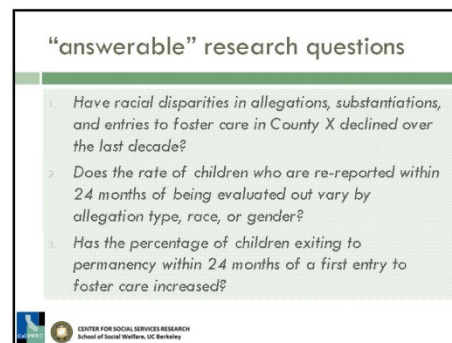 “answerable” research questions
1. Have racial disparities in allegations, substantiations,
and entries to foster care in County X declined over
the last decade?
2. Does the rate of children who are re-reported within
24 months of being evaluated out vary by
allegation type, race, or gender?
3. Has the percentage of children exiting to
permanency within 24 months of a first entry to
foster care increased?
CENTER FOR SOCIAL SERVICES RESEARCH
School of Social Welfare, UC Berkeley